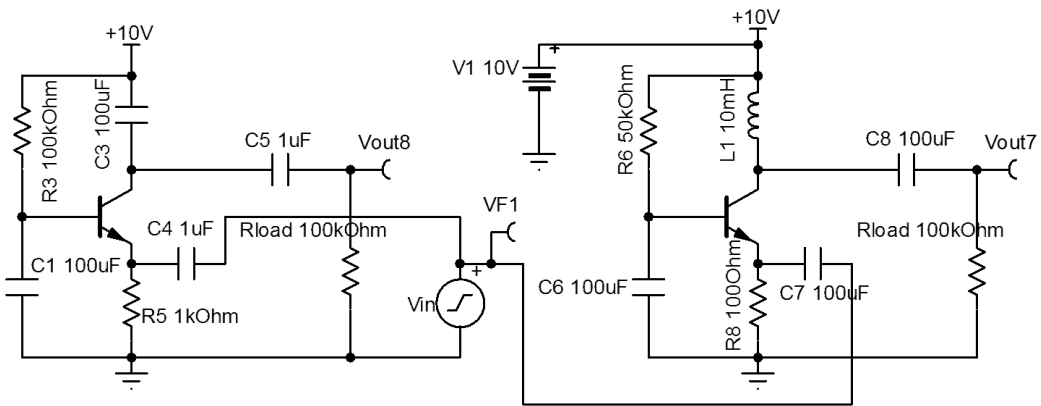 +10V
R3 100kOhm
C3 100uF
C5 1uF
Vout8
C4 1uF
C1 100uF
R5 1kOhm
Rload 100kOhm
Vin
+
VF1
V1 10V
+
+10V
R6 50kOhm
L1 10mH
C8 100uF
Vout7
C6 100uF
R8 100Ohm
C7 100uF
Rload 100kOhm